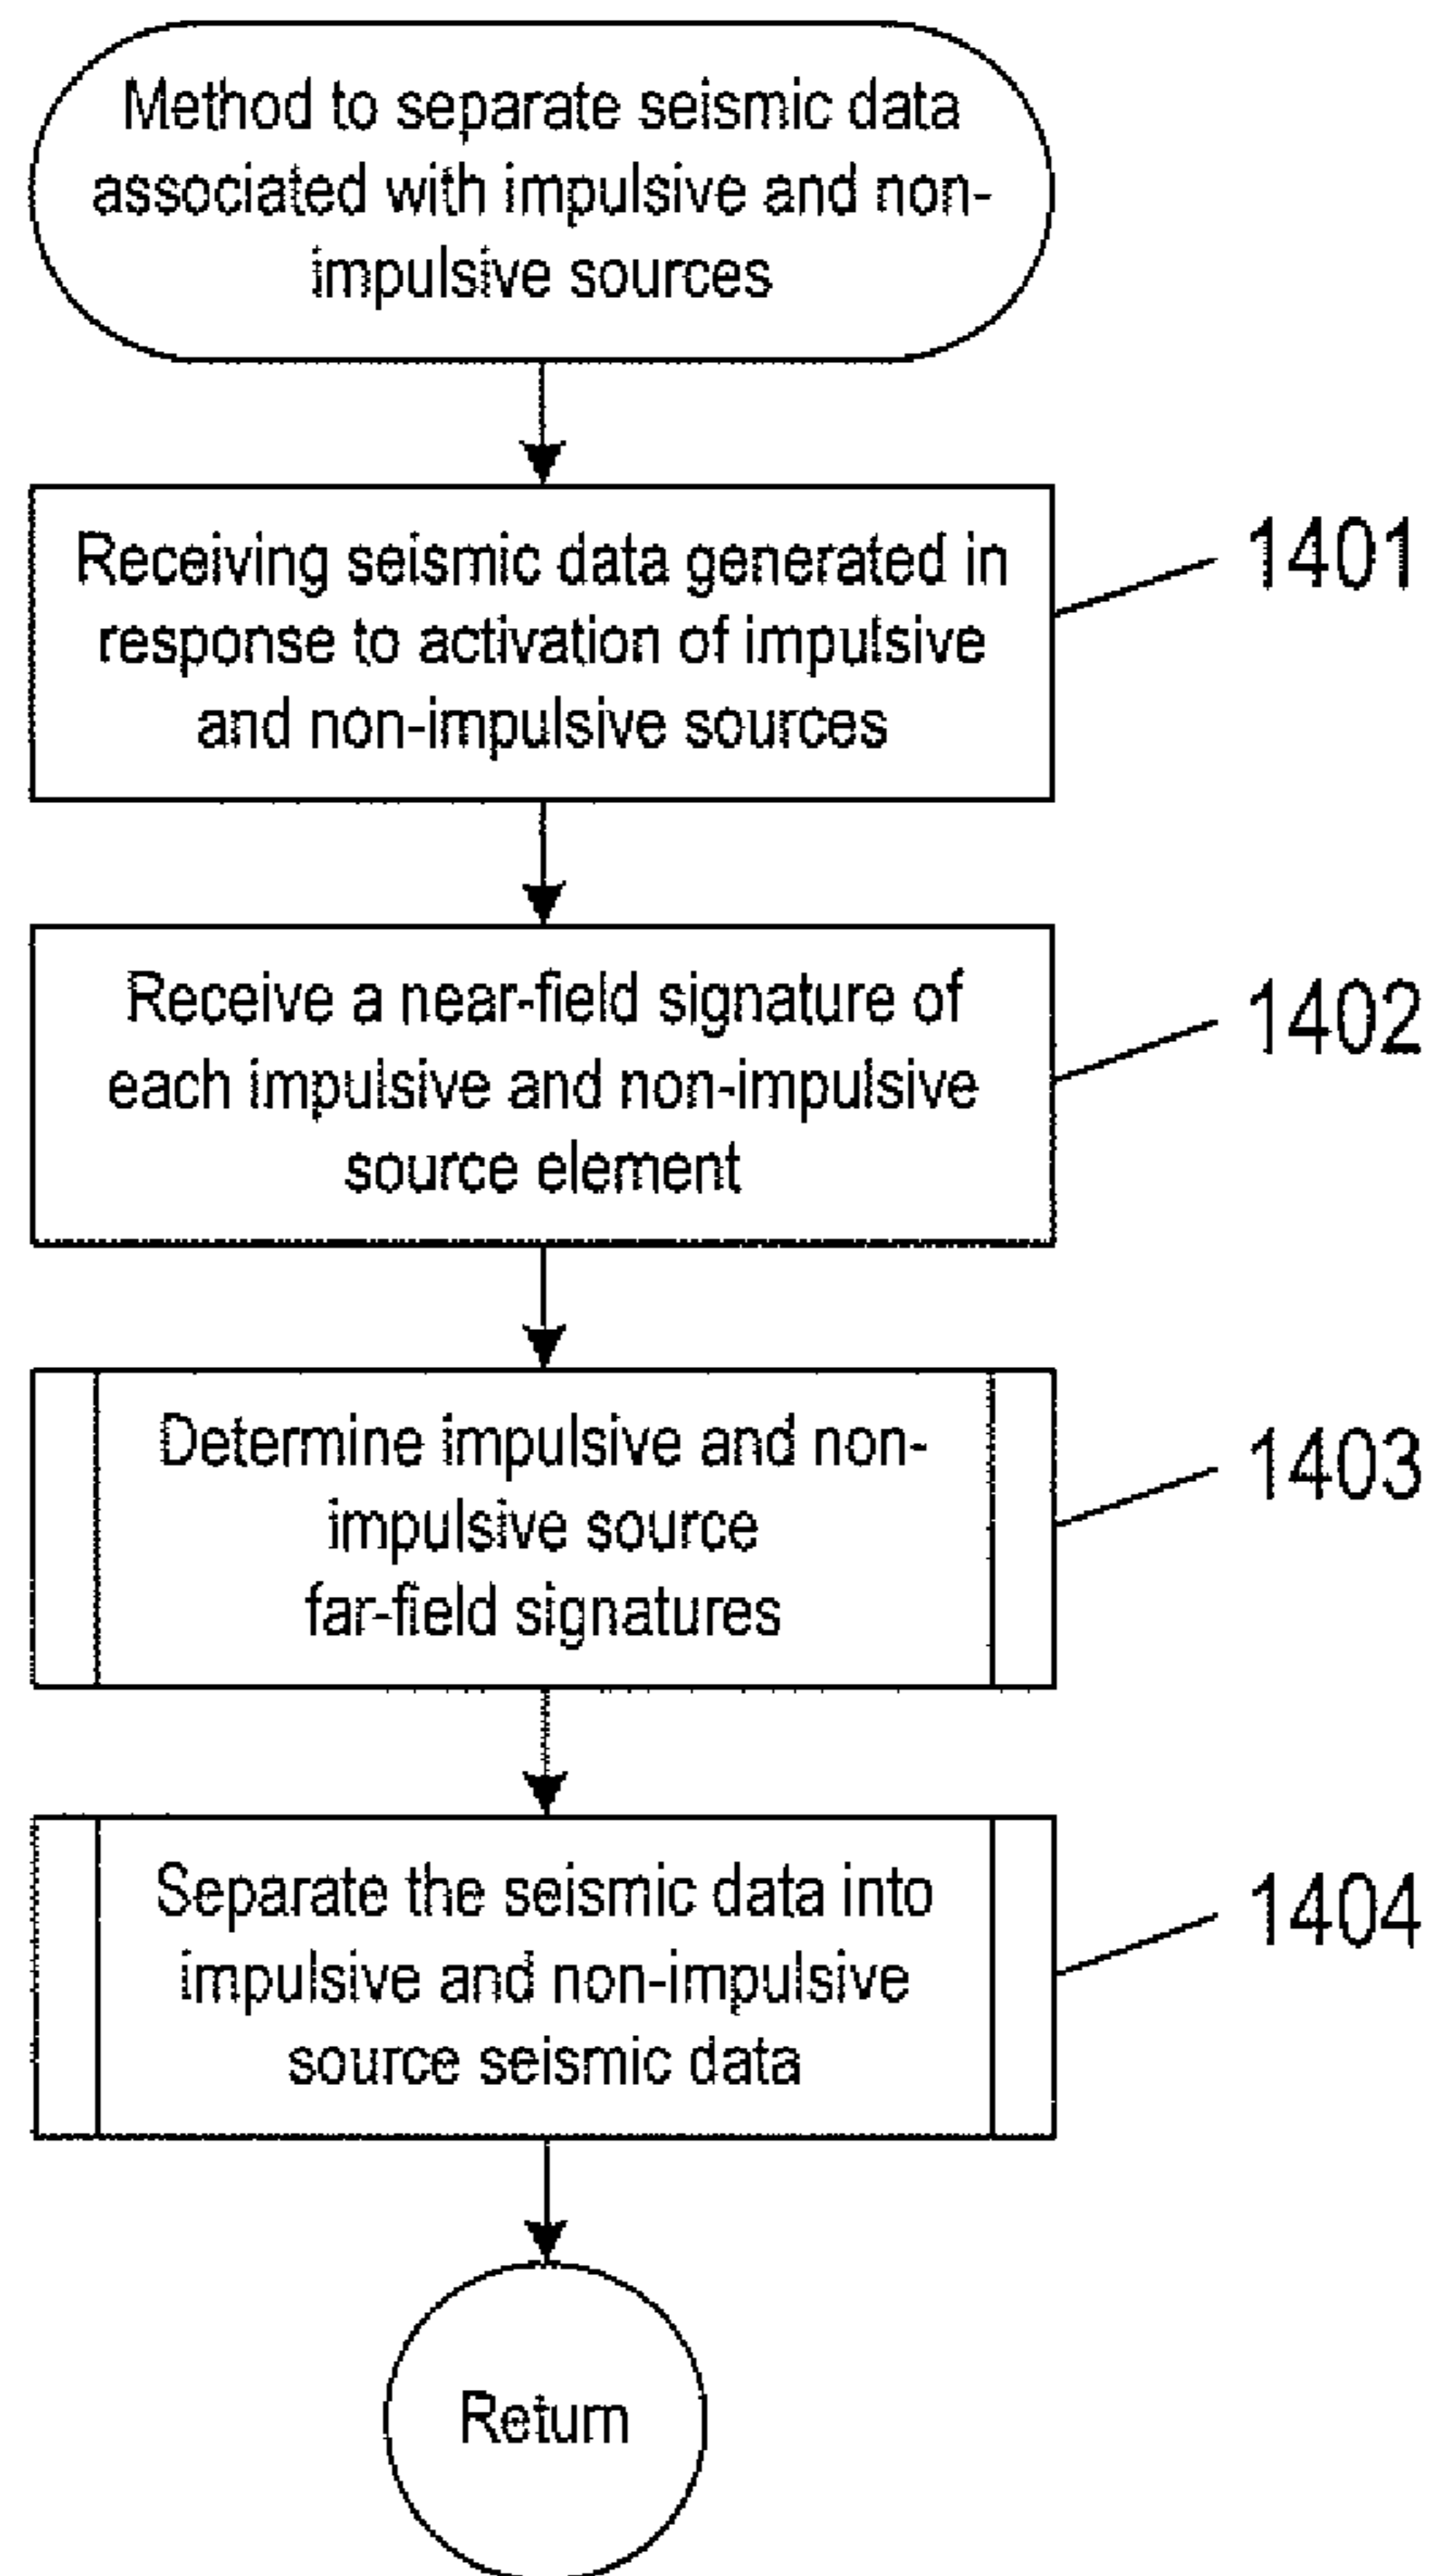 Method to separate seismic data
associated with impulsive and non-
impulsive sources
Receiving seismic data generated in
response to activation of impulsive
and non-impulsive sources
1401
Receive a near-field signature of
each impulsive and non-impulsive
source element
1402
Determine impulsive and non-
impulsive source
far-field signatures
1403
Separate the seismic data into
impulsive and non-impulsive
source seismic data
1404
Return